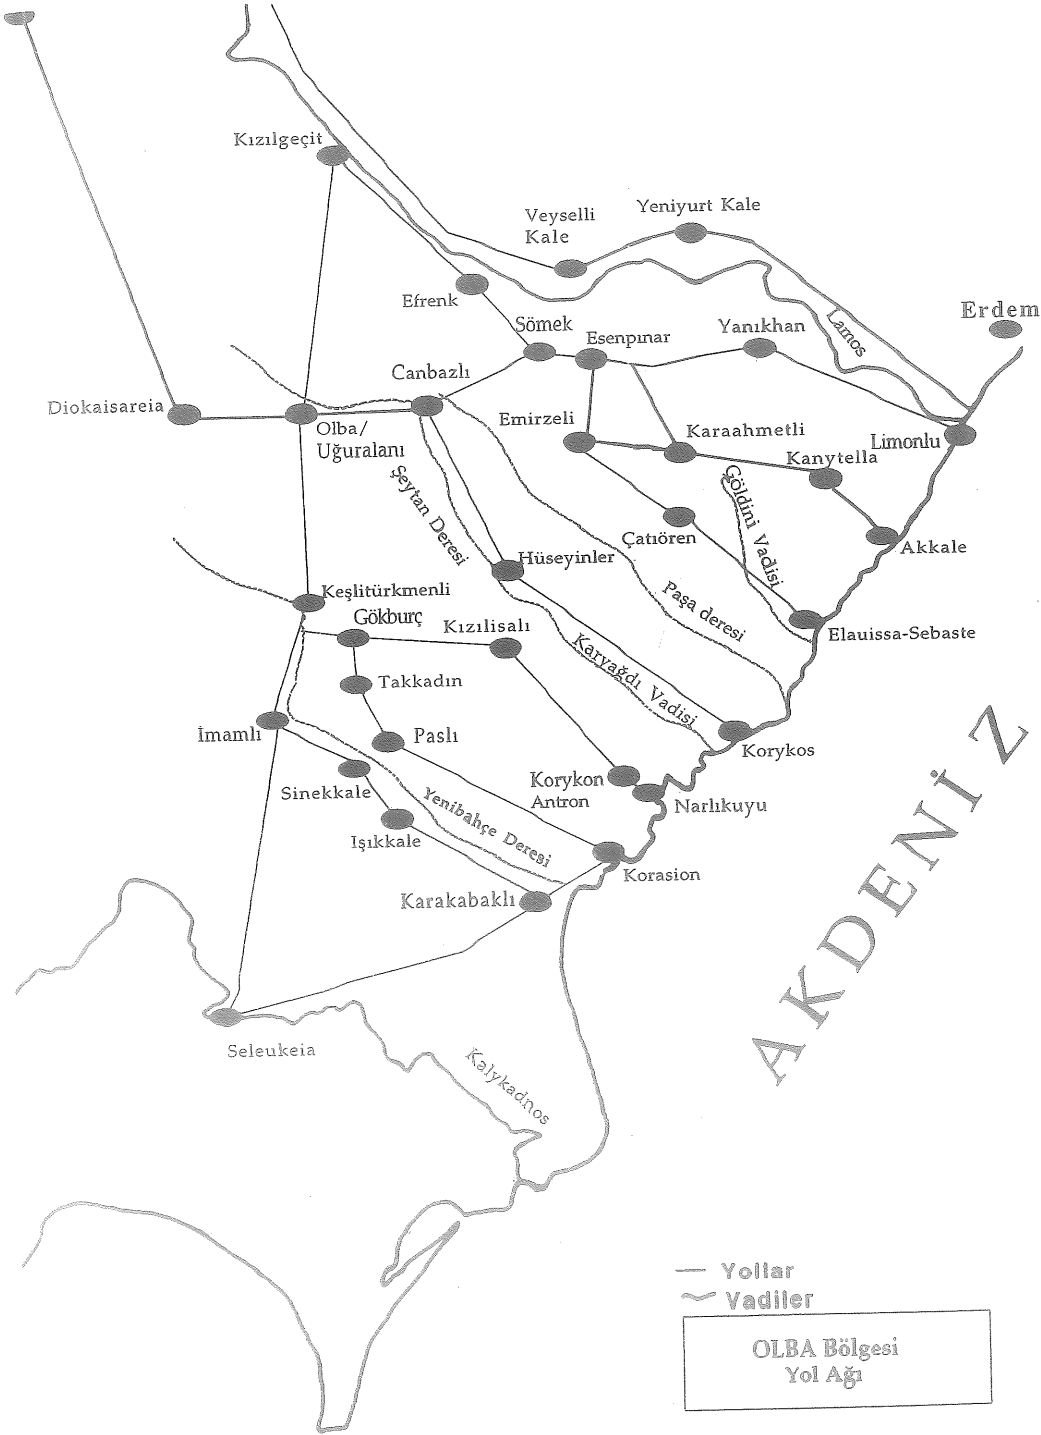 Kızılgeçit
Veyselli
Kale
Yeniyurt Kale
Efrenk
Sömek
Esenpınar
Yanıkhan
Lamos
Erdem
Canbazlı
Diokaisareia
Olba/
Uğuralanı
Emirzeli
Karaahmetli
Kanytella
Limonlu
Şeytan Deresi
Göldini Vadisi
Çatıören
Akkale
Hüseyinler
Keşlitürkmenli
Gökburç
Kızılisalı
Paşa deresi
Elauissa-Sebaste
Karyağdı Vadisi
Takkadın
İmamlı
Paslı
Korykos
Sinekkale
Korykon
Antron
Narlıkuyu
Yenibahçe Deresi
Işıkkale
Korasion
Karakabaklı
AKDENİZ
Seleukeia
Kalykadnos
Yollar
Vadiler
OLBA Bölgesi
Yol Ağı